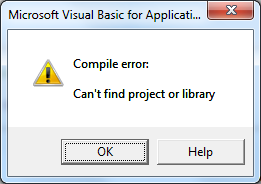 Microsoft Visual Basic for Applicati...
Compile error:
Can't find project or library
OK
Help